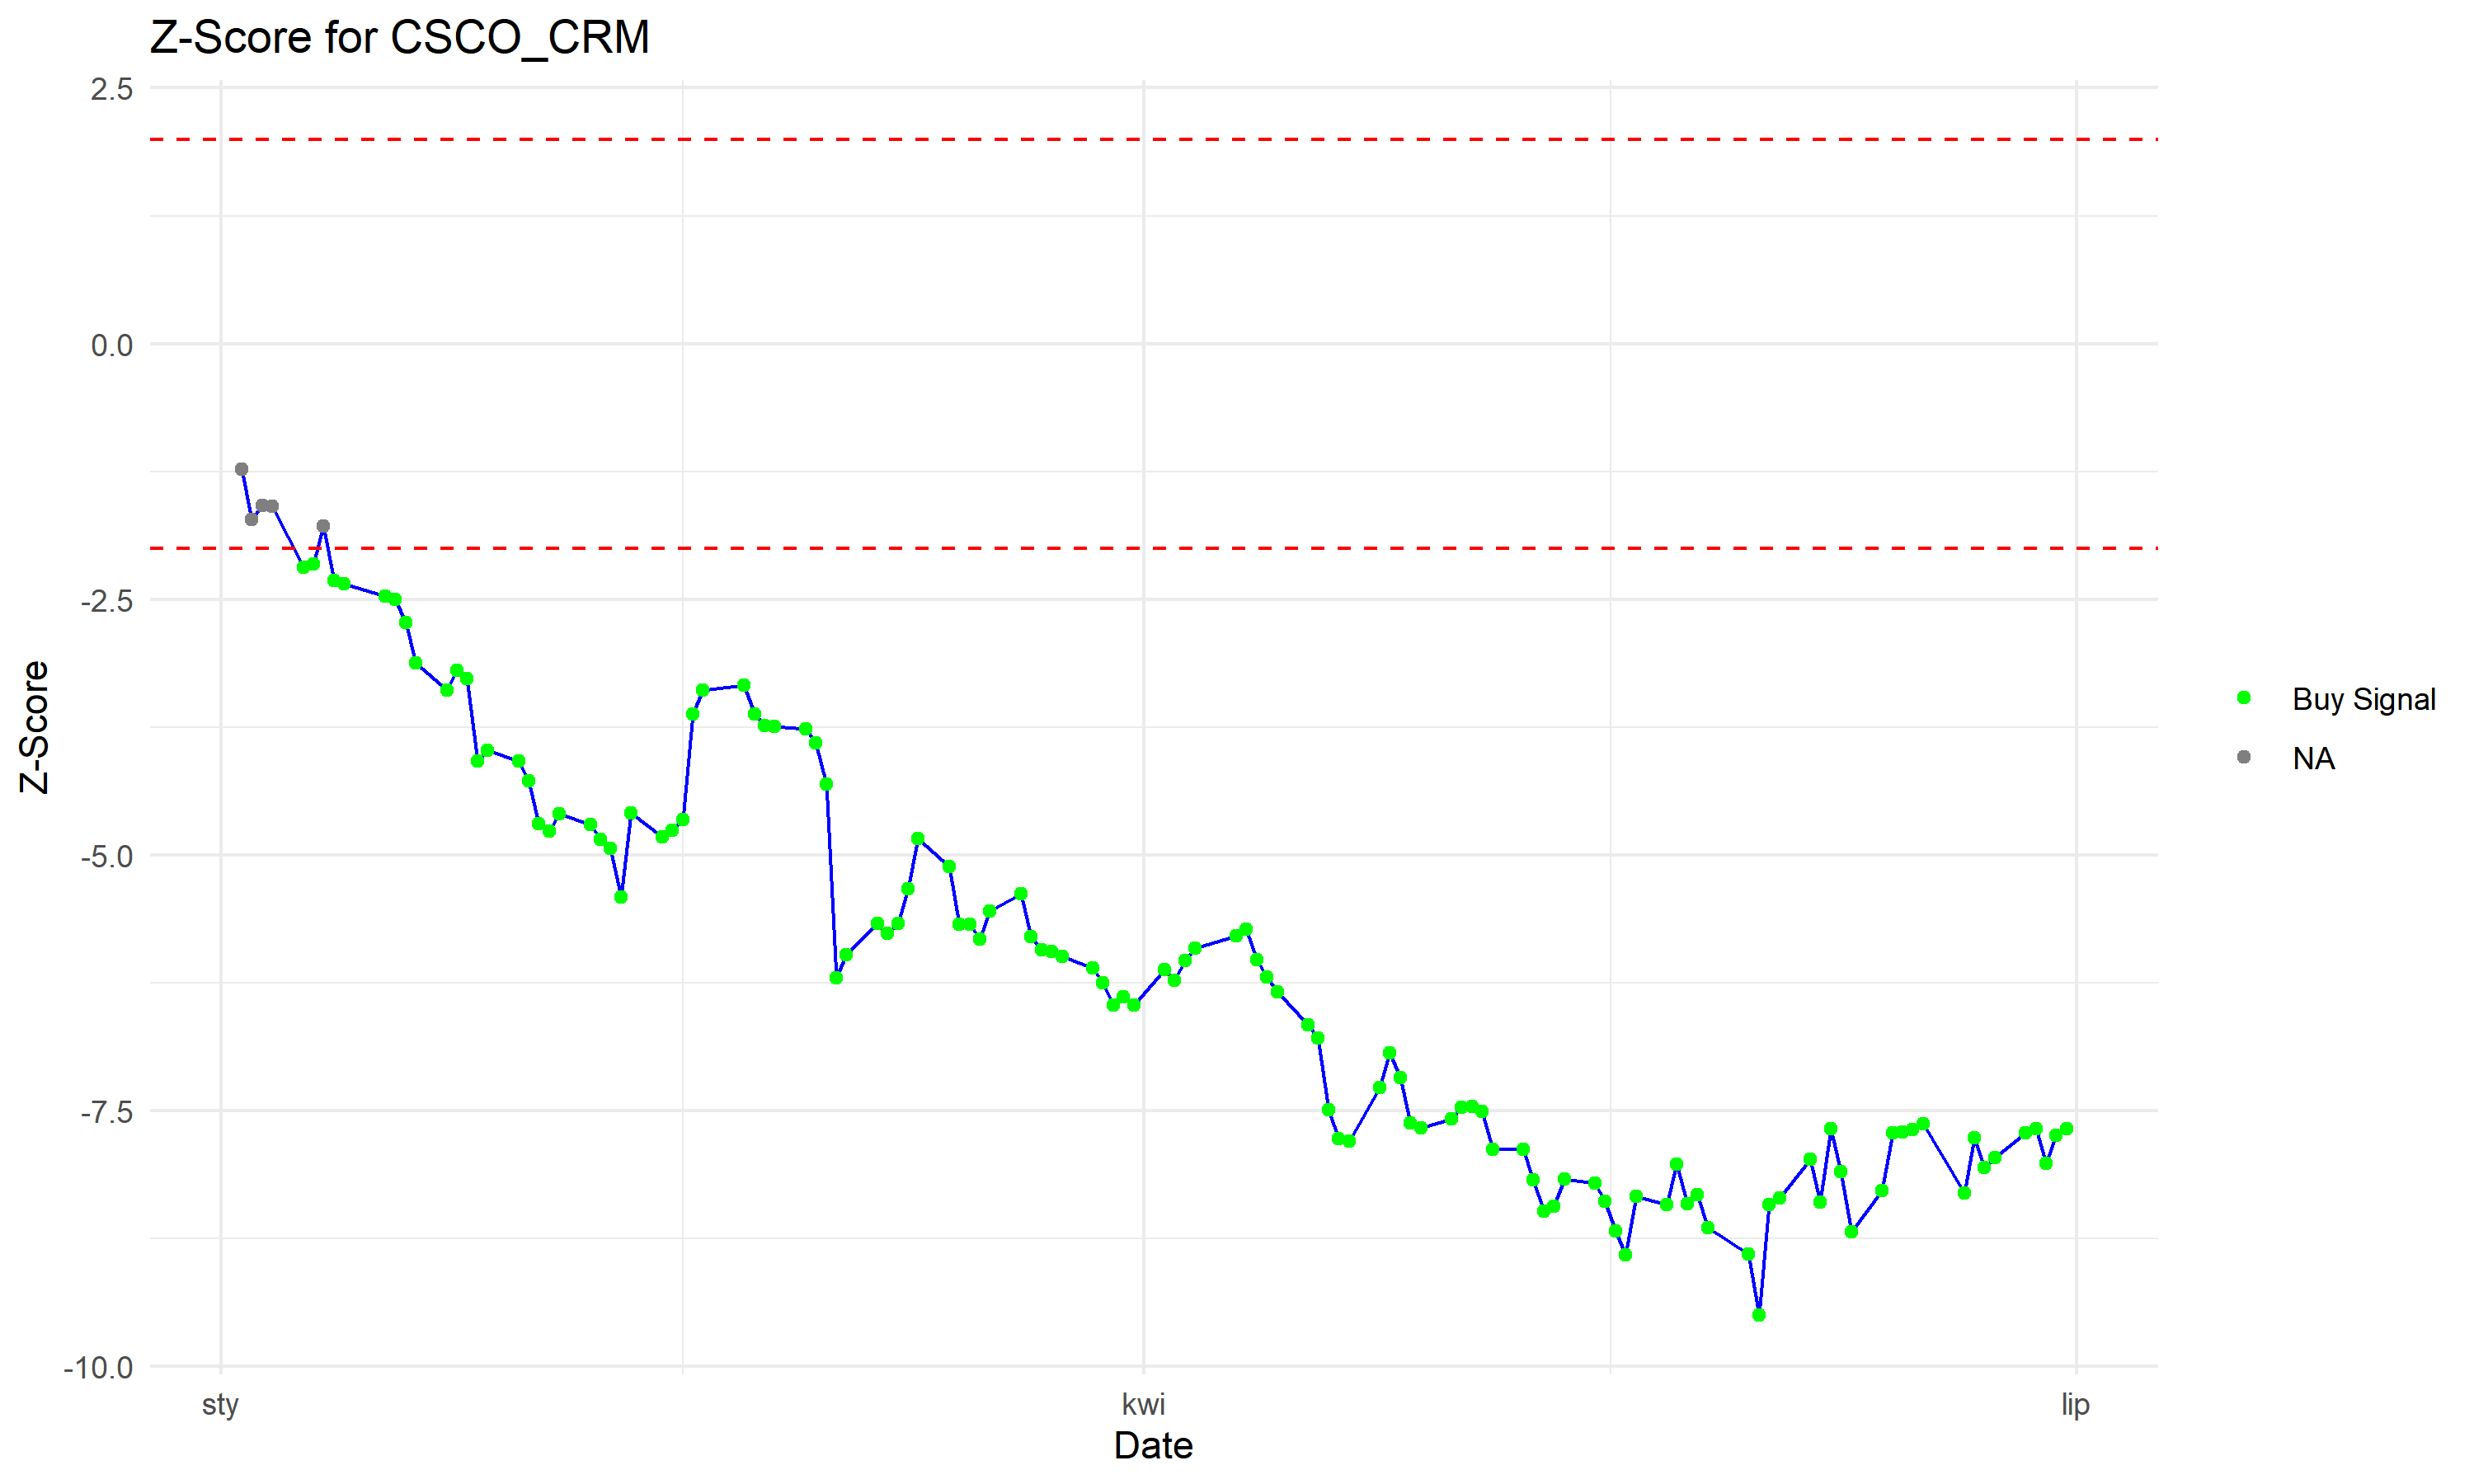 Z-Score for CSCO_CRM
2.5
0.0
-2.5
-5.0
-7.5
-10.0
Z-Score
sty
kwi
lip
Date
Buy Signal
NA